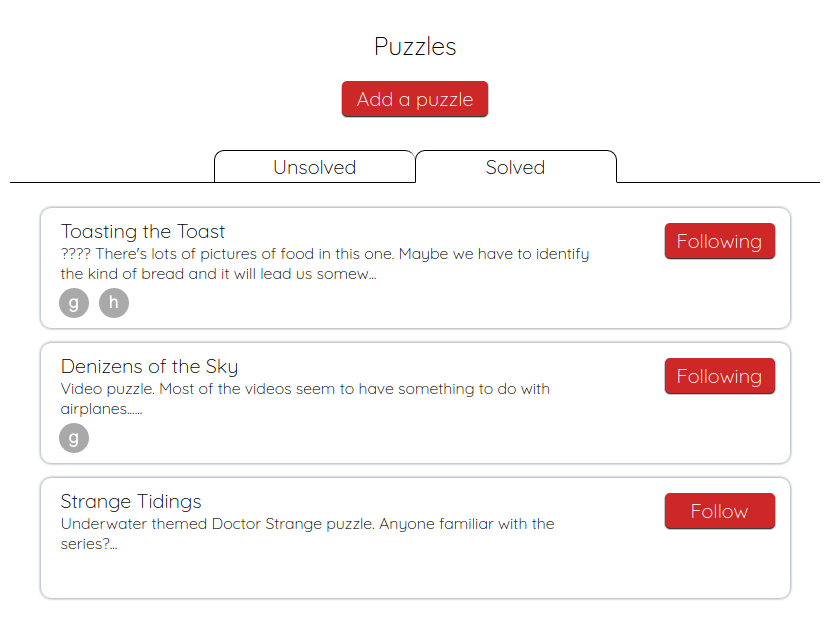 Puzzles
Add a puzzle
Unsolved
Solved
Toasting the Toast
Following
???? There's lots of pictures of food in this one. Maybe we have to identify
the kind of bread and it will lead us somew...
g
h
Denizens of the Sky
Following
Video puzzle. Most of the videos seem to have something to do with
airplanes......
g
Strange Tidings
Follow
Underwater themed Doctor Strange puzzle. Anyone familiar with the
series?...